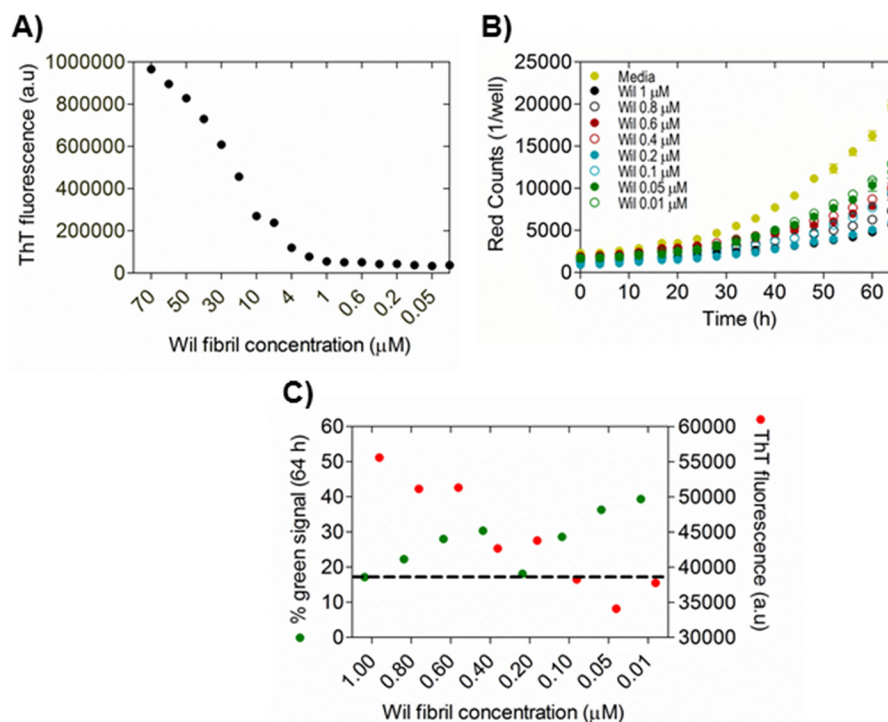 A)
ThT fluorescence (a.u)
1000000
800000
600000
400000
200000
0
70
50
30
10
4
1
0.6
0.2
0.05
Wil fibril concentration (μM)
B)
Red Counts (1/well)
25000
20000
15000
10000
5000
0
Media
Wil 1 μM
Wil 0.8 μM
Wil 0.6 μM
Wil 0.4 μM
Wil 0.2 μM
Wil 0.1 μM
Wil 0.05 μM
Wil 0.01 μM
0 10 20 30 40 50 60
Time (h)
C)
% green signal (64 h)
60
50
40
30
20
10
0
60000
55000
50000
45000
40000
35000
30000
ThT fluorescence (a.u)
1.00
0.80
0.60
0.40
0.20
0.10
0.05
0.01
Wil fibril concentration (μM)